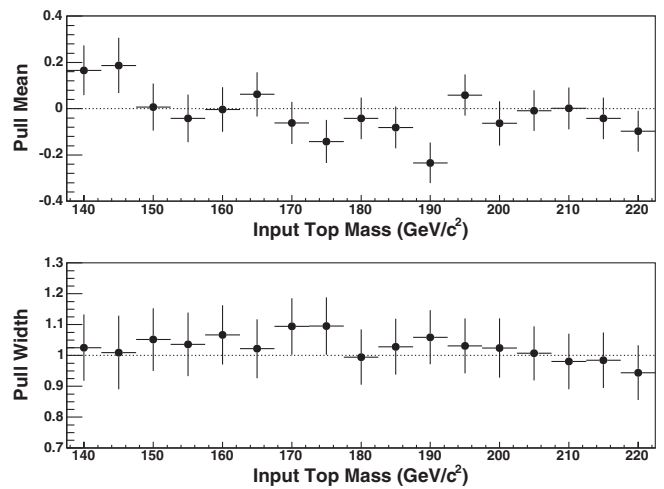 0.4
0.2
0
-0.2
-0.4
Pull Mean
140 150 160 170 180 190 200 210 220
Input Top Mass (GeV/c²)
1.3
1.2
1.1
1
0.9
0.8
0.7
Pull Width
140 150 160 170 180 190 200 210 220
Input Top Mass (GeV/c²)